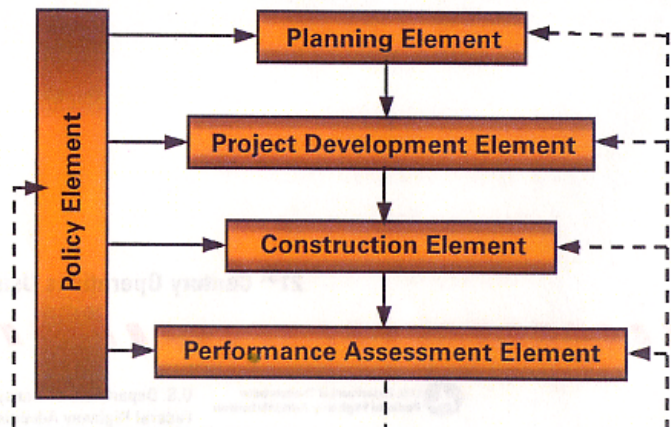 Planning Element
Policy Element
Project Development Element
Construction Element
Performance Assessment Element